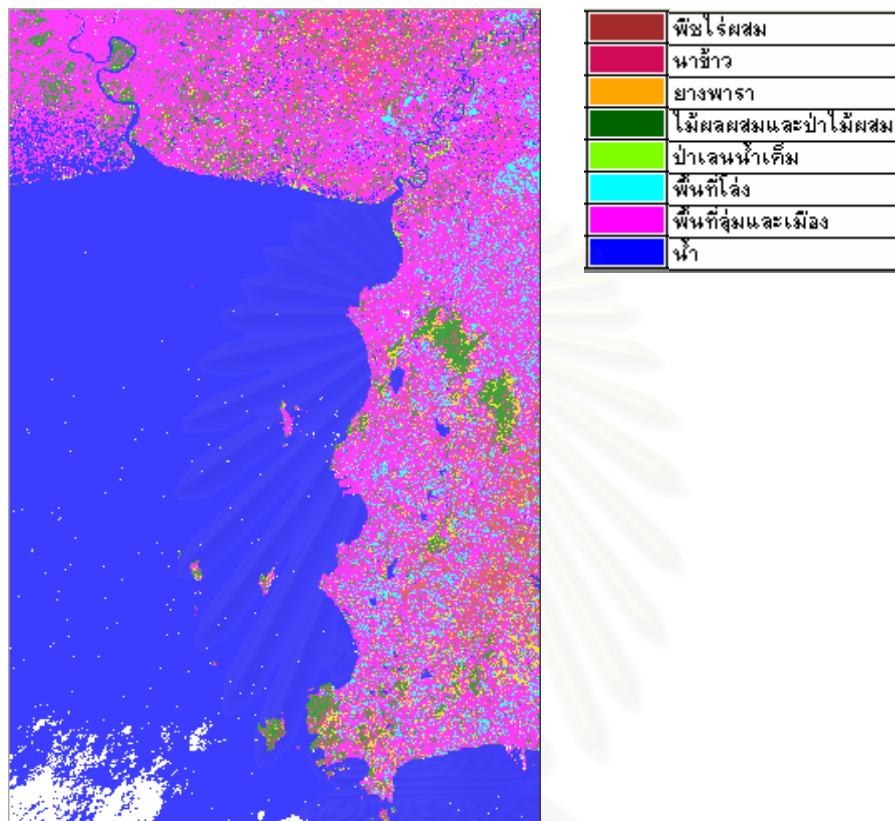 พืชไร่ผสม
นาข้าว
ยางพารา
ไม้ผลผสมและป่าไม้ผสม
ป่าเลนน้ำเค็ม
พื้นที่โล่ง
พื้นที่ลุ่มและเมือง
น้ำ